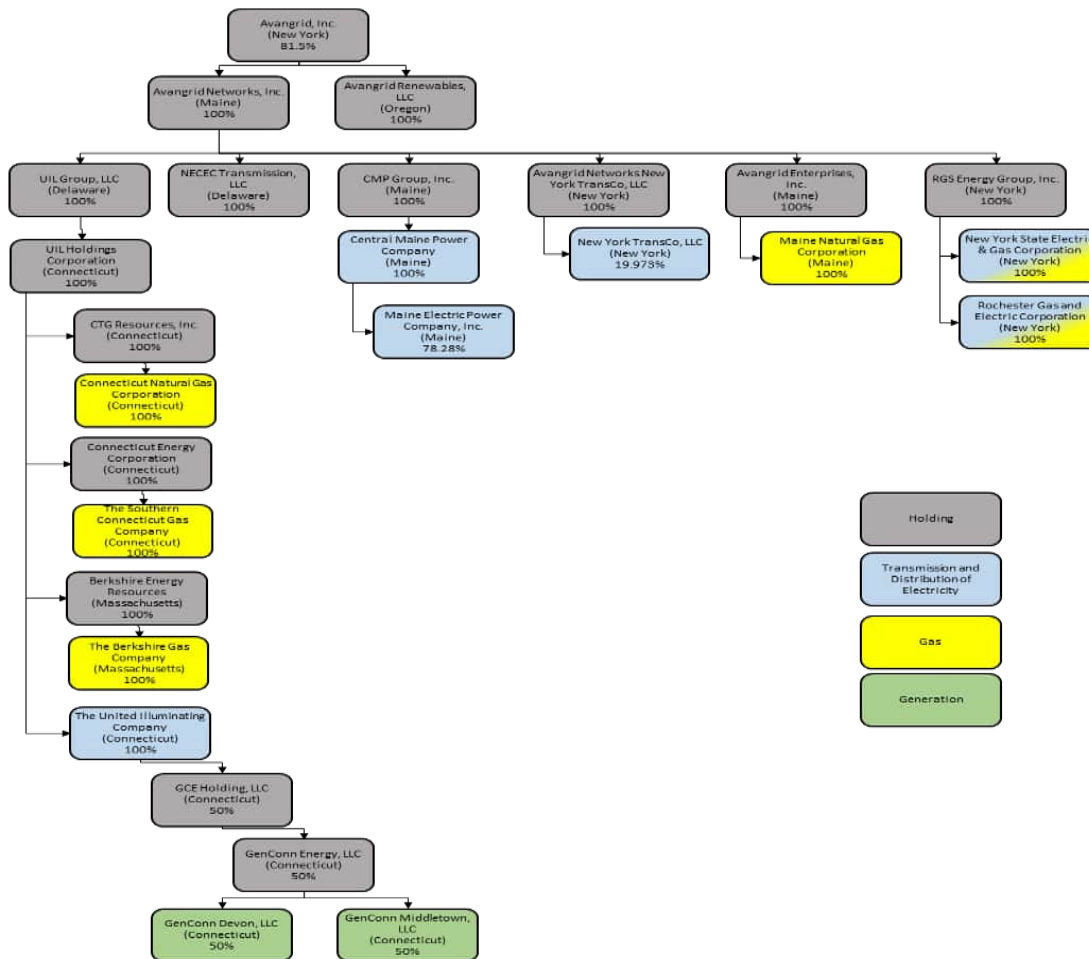 Avangrid, Inc.
(New York)
81.5%
Avangrid Networks, Inc.
(Maine)
100%
Avangrid Renewables,
LLC
(Oregon)
100%
UIL Group, LLC
(Delaware)
100%
NECEC Transmission,
LLC
(Delaware)
100%
CMP Group, Inc.
(Maine)
100%
Avangrid Networks New
York TransCo, LLC
(New York)
100%
Avangrid Enterprises,
Inc.
(Maine)
100%
RGS Energy Group, Inc.
(New York)
100%
UIL Holdings
Corporation
(Connecticut)
100%
Central Maine Power
Company
(Maine)
100%
New York TransCo, LLC
(New York)
19.973%
Maine Natural Gas
Corporation
(Maine)
100%
New York State Electric
& Gas Corporation
(New York)
100%
Maine Electric Power
Company, Inc.
(Maine)
78.28%
Rochester Gas and
Electric Corporation
(New York)
100%
CTG Resources, Inc.
(Connecticut)
100%
Connecticut Natural Gas
Corporation
(Connecticut)
100%
Connecticut Energy
Corporation
(Connecticut)
100%
The Southern
Connecticut Gas
Company
(Connecticut)
100%
Berkshire Energy
Resources
(Massachusetts)
100%
The Berkshire Gas
Company
(Massachusetts)
100%
The United Illuminating
Company
(Connecticut)
100%
GCE Holding, LLC
(Connecticut)
50%
GenConn Energy, LLC
(Connecticut)
50%
GenConn Devon, LLC
(Connecticut)
50%
GenConn Middletown,
LLC
(Connecticut)
50%
Holding
Transmission and
Distribution of
Electricity
Gas
Generation